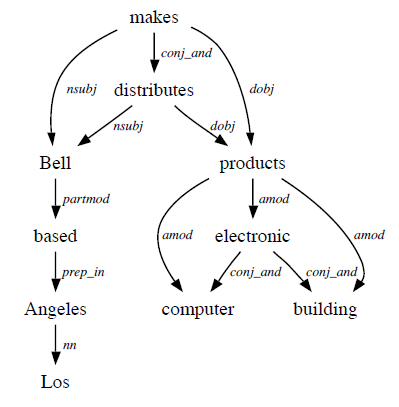 makes
conj_and
nsubj distributes dobj
nsubj dobj
Bell products
partmod amod
based amod electronic amod
prep_in conj_and conj_and
Angeles computer building
nn
Los